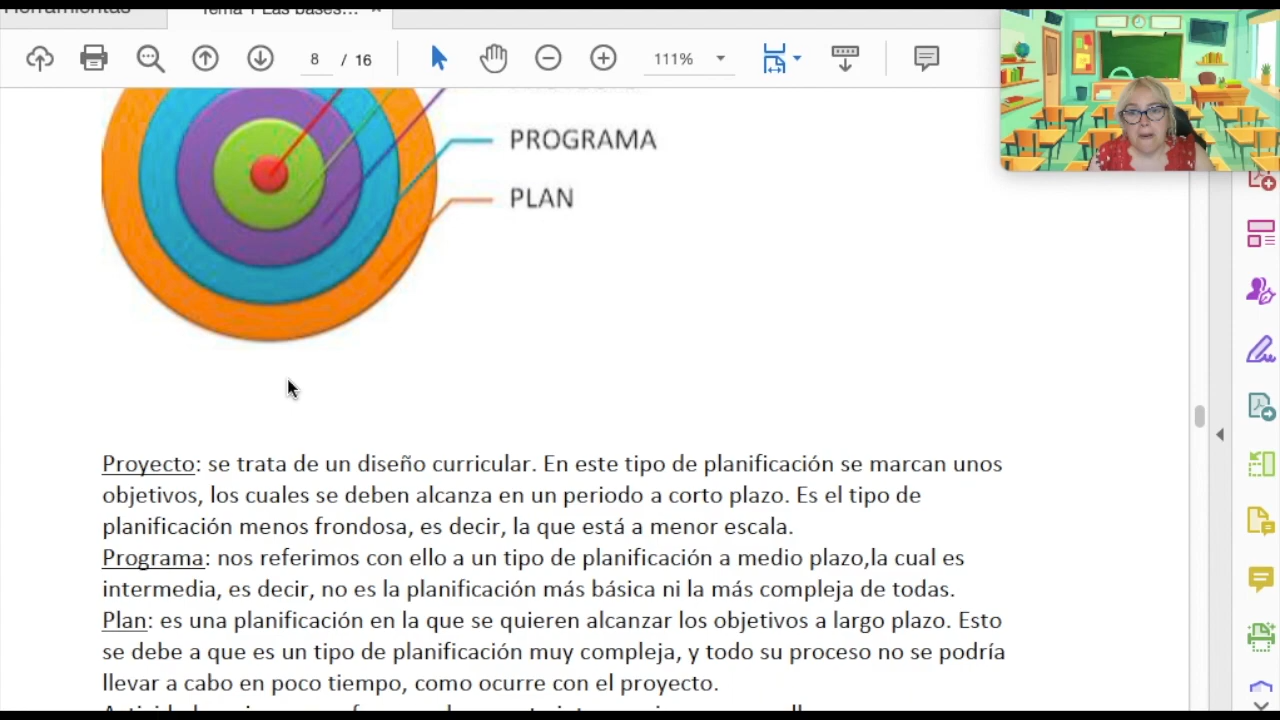 Herramientas
Tema 1 Las bases...
8 / 16
111%
PROGRAMA
PLAN
Proyecto: se trata de un diseño curricular. En este tipo de planificación se marcan unos
objetivos, los cuales se deben alcanza en un periodo a corto plazo. Es el tipo de
planificación menos frondosa, es decir, la que está a menor escala.
Programa: nos referimos con ello a un tipo de planificación a medio plazo,la cual es
intermedia, es decir, no es la planificación más básica ni la más compleja de todas.
Plan: es una planificación en la que se quieren alcanzar los objetivos a largo plazo. Esto
se debe a que es un tipo de planificación muy compleja, y todo su proceso no se podría
llevar a cabo en poco tiempo, como ocurre con el proyecto.